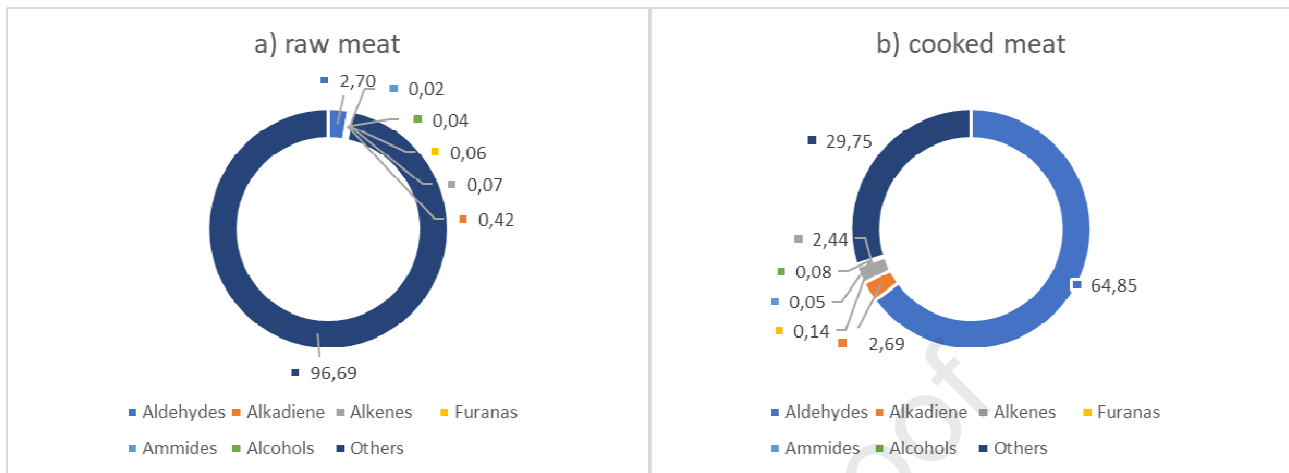 a) raw meat
2,70
0,02
0,04
0,06
0,07
0,42
96,69
Aldehydes Alkadiene Alkenes Furanas
Ammides Alcohols Others
b) cooked meat
29,75
2,44
0,08
0,05
0,14
2,69
64,85
Aldehydes Alkadiene Alkenes Furanas
Ammides Alcohols Others